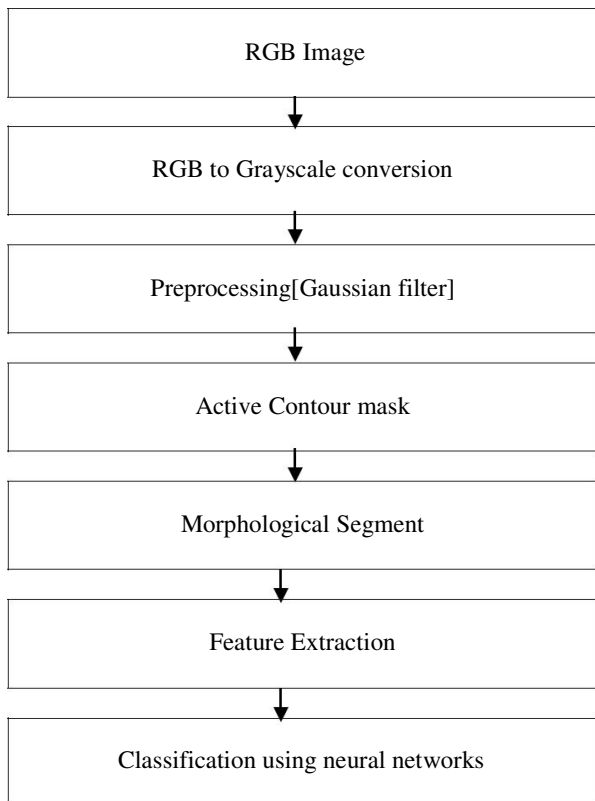 RGB Image
RGB to Grayscale conversion
Preprocessing[Gaussian filter]
Active Contour mask
Morphological Segment
Feature Extraction
Classification using neural networks